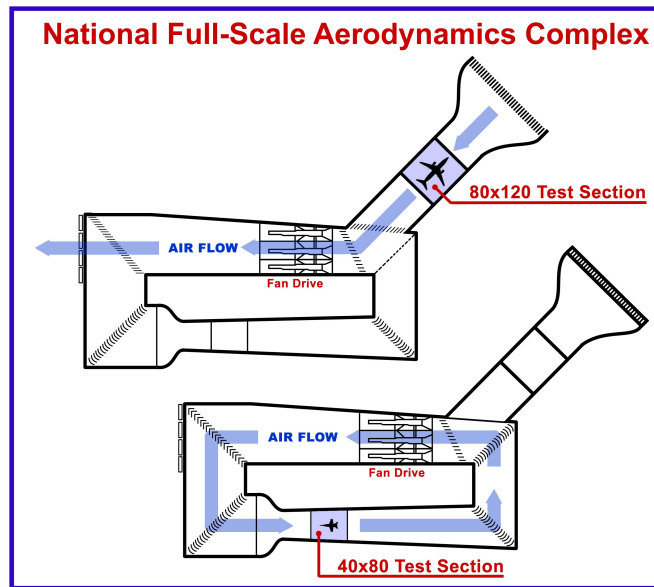 National Full-Scale Aerodynamics Complex
80x120 Test Section
AIR FLOW
Fan Drive
AIR FLOW
Fan Drive
40x80 Test Section